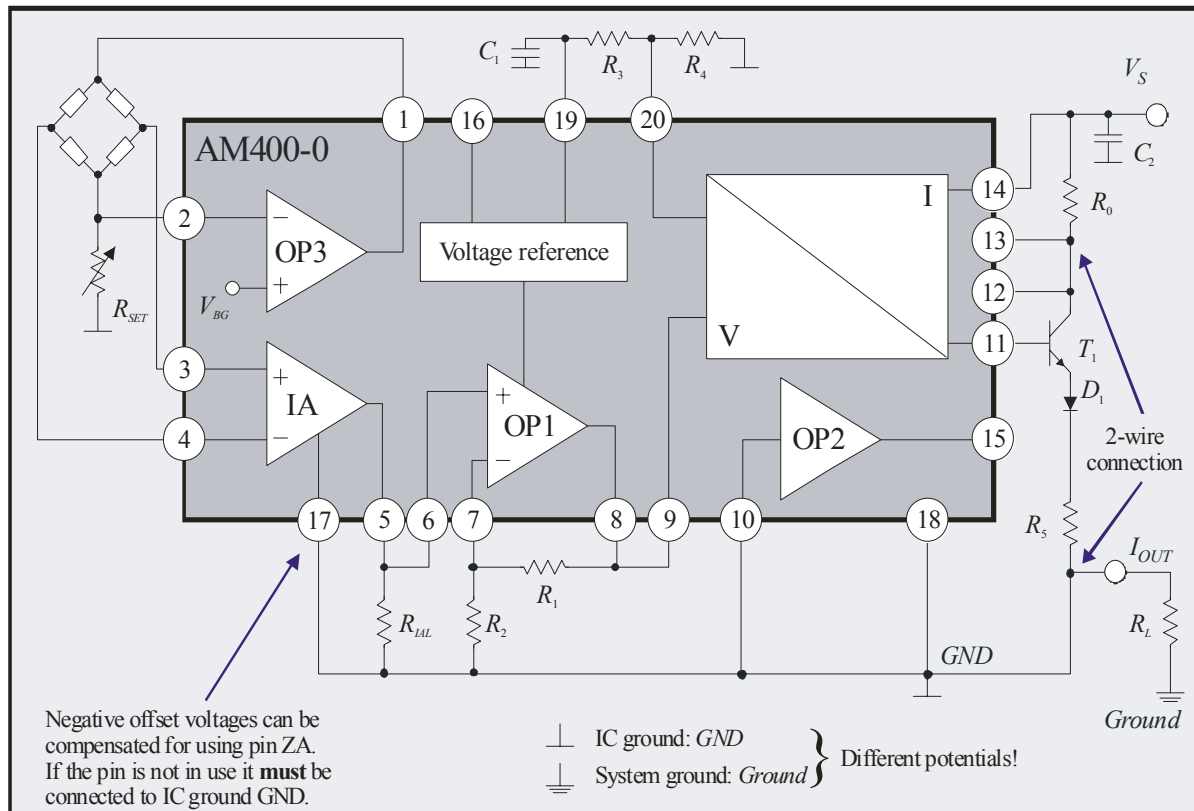 C1
R3
R4
VS
1
16
19
20
AM400-0
C2
14
I
R0
2
−
OP3
Voltage reference
13
+
VBG
RSET
12
V
11
T1
3
+
IA
D1
+
OP1
OP2
15
2-wire
connection
4
−
−
17
5
6
7
8
9
10
18
R5
IOUT
R1
RIAL
R2
RL
GND
Ground
Negative offset voltages can be
compensated for using pin ZA.
If the pin is not in use it must be
connected to IC ground GND.
IC ground: GND
System ground: Ground
} Different potentials!